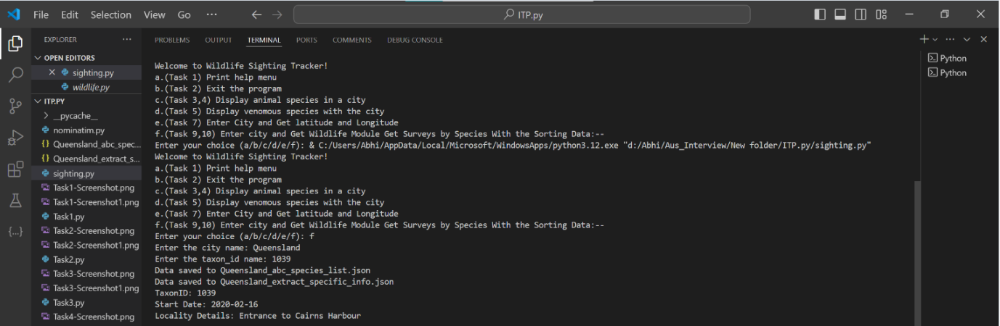 File Edit Selection View Go ··· ITP.py
EXPLORER ··· PROBLEMS OUTPUT TERMINAL PORTS COMMENTS DEBUG CONSOLE
OPEN EDITORS
sighting.py
wildlife.py
ITP.PY
__pycache__
nominatim.py
Queensland_abc_spec...
Queensland_extract_s...
sighting.py
Task1-Screenshot.png
Task1-Screenshot1.png
Task1.py
Task2-Screenshot.png
Task2-Screenshot1.png
Task2.py
Task3-Screenshot.png
Task3-Screenshot1.png
Task3.py
Task4-Screenshot.png
Welcome to Wildlife Sighting Tracker!
a.(Task 1) Print help menu
b.(Task 2) Exit the program
c.(Task 3,4) Display animal species in a city
d.(Task 5) Display venomous species with the city
e.(Task 7) Enter City and Get latitude and Longitude
f.(Task 9,10) Enter city and Get Wildlife Module Get Surveys by Species With the Sorting Data:--
Enter your choice (a/b/c/d/e/f): & C:/Users/Abhi/AppData/Local/Microsoft/WindowsApps/python3.12.exe "d:/Abhi/Aus_Interview/New folder/ITP.py/sighting.py"
Welcome to Wildlife Sighting Tracker!
a.(Task 1) Print help menu
b.(Task 2) Exit the program
c.(Task 3,4) Display animal species in a city
d.(Task 5) Display venomous species with the city
e.(Task 7) Enter City and Get latitude and Longitude
f.(Task 9,10) Enter city and Get Wildlife Module Get Surveys by Species With the Sorting Data:--
Enter your choice (a/b/c/d/e/f): f
Enter the city name: Queensland
Enter the taxon_id name: 1039
Data saved to Queensland_abc_species_list.json
Data saved to Queensland_extract_specific_info.json
TaxonID: 1039
Start Date: 2020-02-16
Locality Details: Entrance to Cairns Harbour
Python
Python